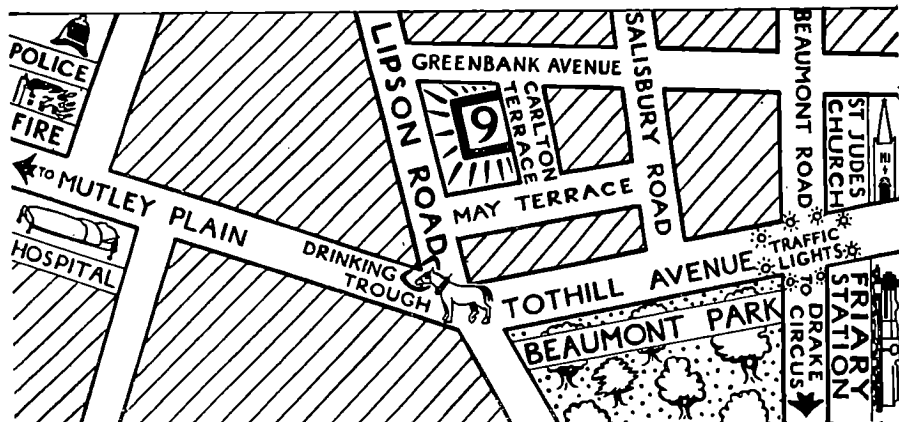 POLICE
FIRE
TO MUTLEY PLAIN
HOSPITAL
DRINKING
TROUGH
LIPSON ROAD
GREENBANK AVENUE
9
CARLTON
TERRACE
MAY TERRACE
SALISBURY
ROAD
BEAUMONT ROAD
ST JUDES
CHURCH
TRAFFIC
LIGHTS
TOTHILL AVENUE
BEAUMONT PARK
TO DRAKE
CIRCUS
FRIARY
STATION